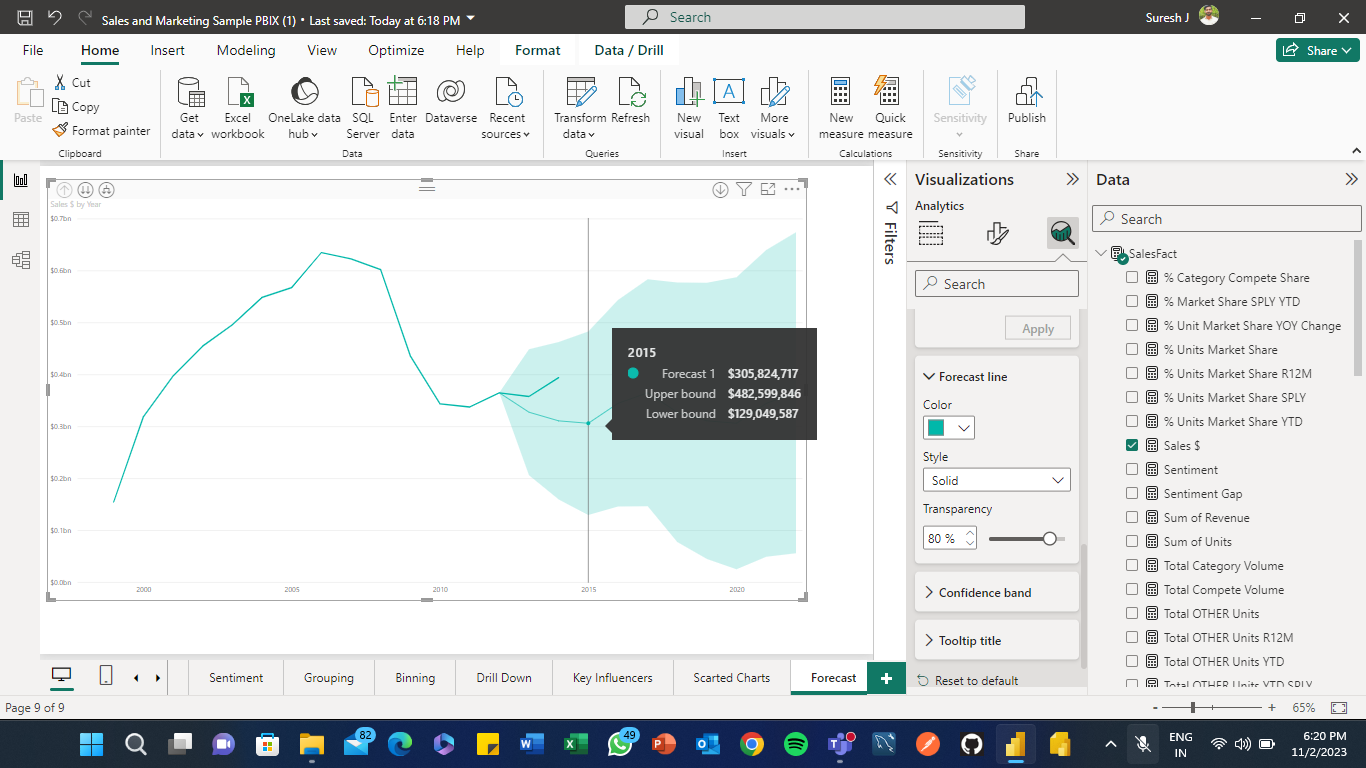 Sales and Marketing Sample PBIX (1) • Last saved: Today at 6:18 PM
Search
Suresh J
File
Home
Insert
Modeling
View
Optimize
Help
Format
Data / Drill
Share
Paste
Cut
Copy
Format painter
Get data
Excel workbook
OneLake data hub
SQL Server
Enter data
Dataverse
Recent sources
Transform data
Refresh
New visual
Text box
More visuals
New measure
Quick measure
Sensitivity
Publish
Clipboard
Data
Queries
Insert
Calculations
Sensitivity
Share
Sales $ by Year
$0.7bn
$0.6bn
$0.5bn
$0.4bn
$0.3bn
$0.2bn
$0.1bn
$0.0bn
2000
2005
2010
2015
2020
2015
Forecast 1 $305,824,717
Upper bound $482,599,846
Lower bound $129,049,587
Filters
Visualizations
Analytics
Search
Apply
Forecast line
Color
Style
Solid
Transparency
80 %
Confidence band
Tooltip title
Reset to default
Data
Search
SalesFact
% Category Compete Share
% Market Share SPLY YTD
% Unit Market Share YOY Change
% Units Market Share
% Units Market Share R12M
% Units Market Share SPLY
% Units Market Share YTD
Sales $
Sentiment
Sentiment Gap
Sum of Revenue
Sum of Units
Total Category Volume
Total Compete Volume
Total OTHER Units
Total OTHER Units R12M
Total OTHER Units YTD
Total OTHER Units YTD SPLY
Sentiment
Grouping
Binning
Drill Down
Key Influencers
Scarted Charts
Forecast
+
Page 9 of 9
- + 65%
82
49
ENG
IN
6:20 PM
11/2/2023